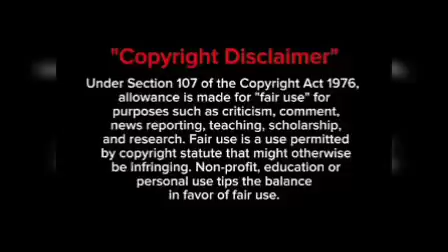 "Copyright Disclaimer"
Under Section 107 of the Copyright Act 1976,
allowance is made for "fair use" for
purposes such as criticism, comment,
news reporting, teaching, scholarship,
and research. Fair use is a use permitted
by copyright statute that might otherwise
be infringing. Non-profit, education or
personal use tips the balance
in favor of fair use.